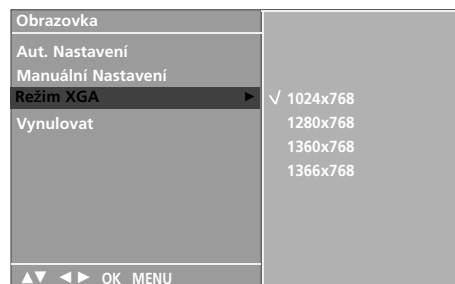 Obrazovka
Aut. Nastavení
Manuální Nastavení
Režim XGA ►
√ 1024x768
1280x768
1360x768
1366x768
Vynulovat
▲▼ ◄► OK MENU